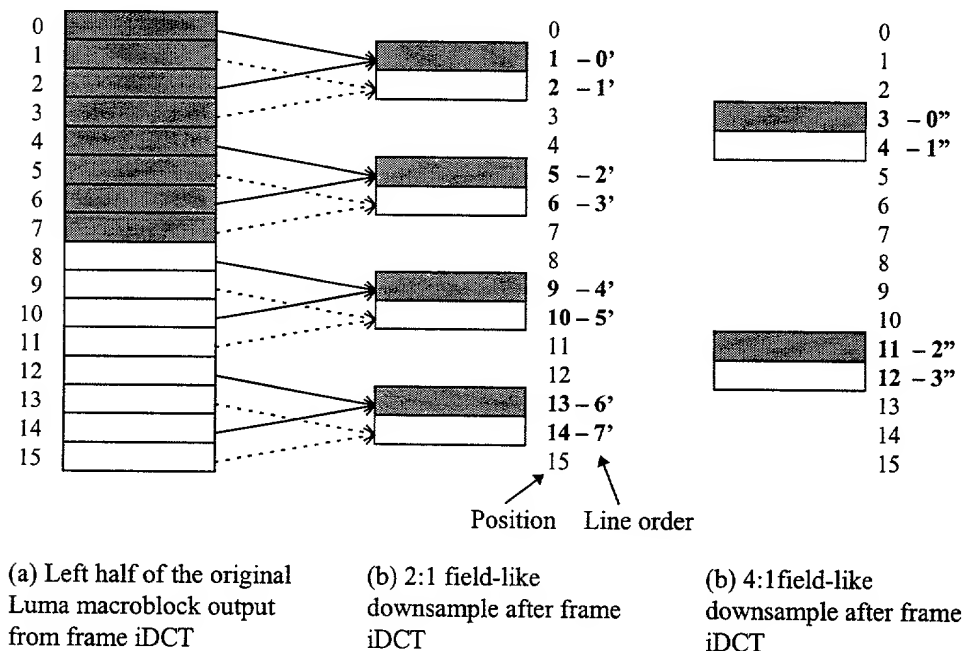 0
1
2
3
4
5
6
7
8
9
10
11
12
13
14
15
0
1 – 0'
2 – 1'
3
4
5 – 2'
6 – 3'
7
8
9 – 4'
10 – 5'
11
12
13 – 6'
14 – 7'
15
Position Line order
0
1
2
3 – 0”
4 – 1”
5
6
7
8
9
10
11 – 2”
12 – 3”
13
14
15
(a) Left half of the original
Luma macroblock output
from frame iDCT
(b) 2:1 field-like
downsample after frame
iDCT
(b) 4:1field-like
downsample after frame
iDCT